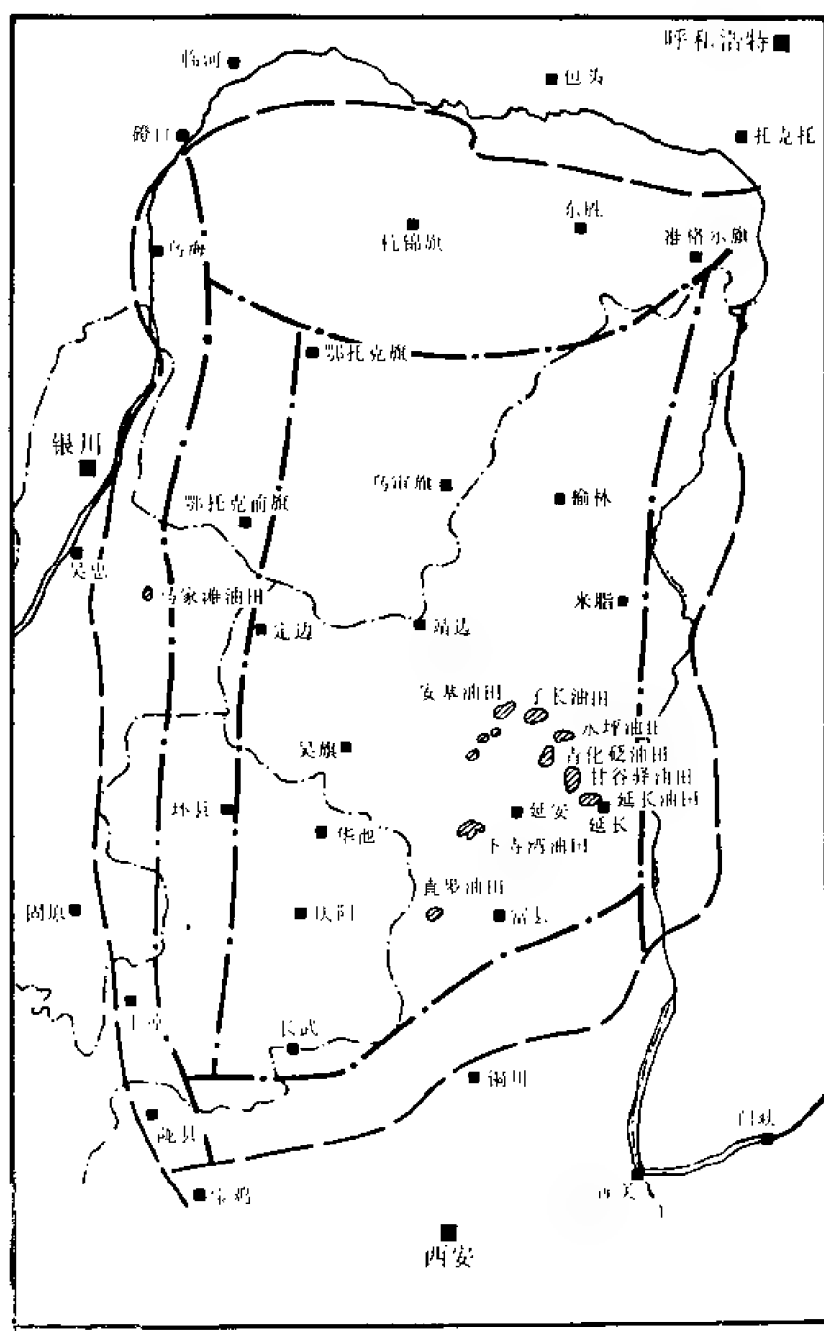 呼和浩特
临河
包头
磴口
托克托
东胜
杭锦旗
准格尔旗
乌海
鄂托克旗
银川
乌审旗
榆林
鄂托克前旗
吴忠
马家滩油田
米脂
定边
靖边
安塞油田
子长油田
永坪油田
青化砭油田
吴旗
甘谷驿油田
延长油田
环县
延安
延长
华池
下寺湾油田
直罗油田
固原
庆阳
富县
长武
铜川
陇县
宝鸡
西安